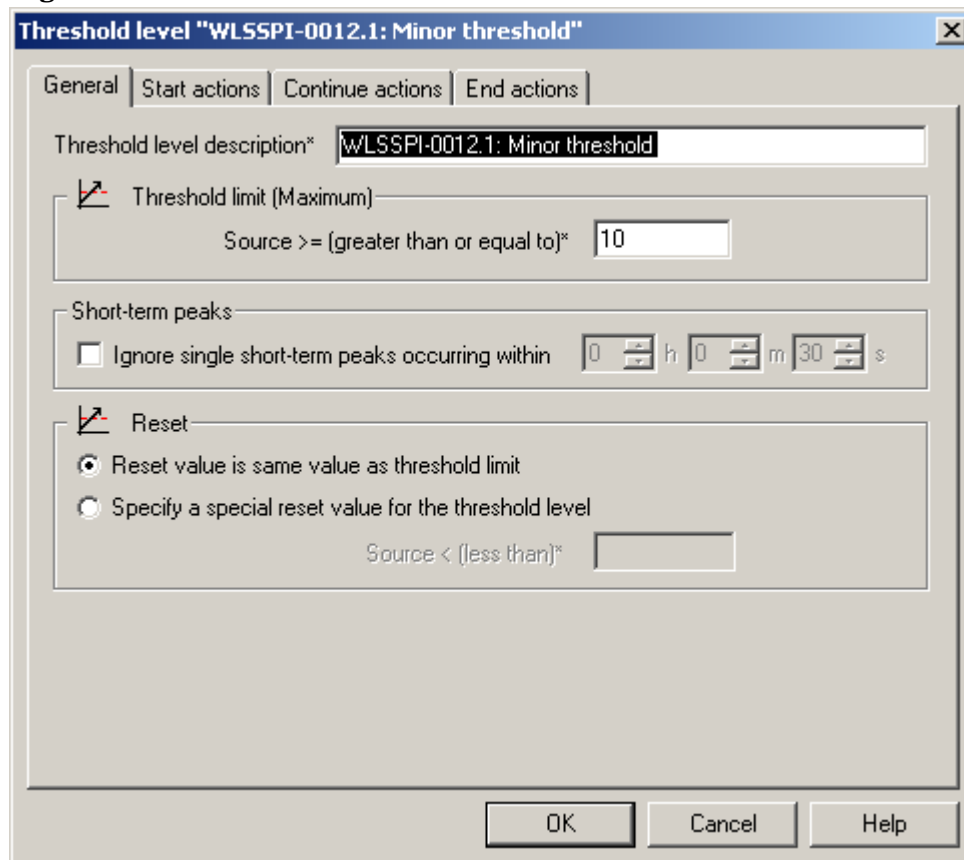 Threshold level "WLSSPI-0012.1: Minor threshold"
General Start actions Continue actions End actions
Threshold level description* WLSSPI-0012.1: Minor threshold
Threshold limit (Maximum)
Source >= (greater than or equal to)* 10
Short-term peaks
Ignore single short-term peaks occurring within 0 h 0 m 30 s
Reset
Reset value is same value as threshold limit
Specify a special reset value for the threshold level
Source < (less than)*
OK Cancel Help